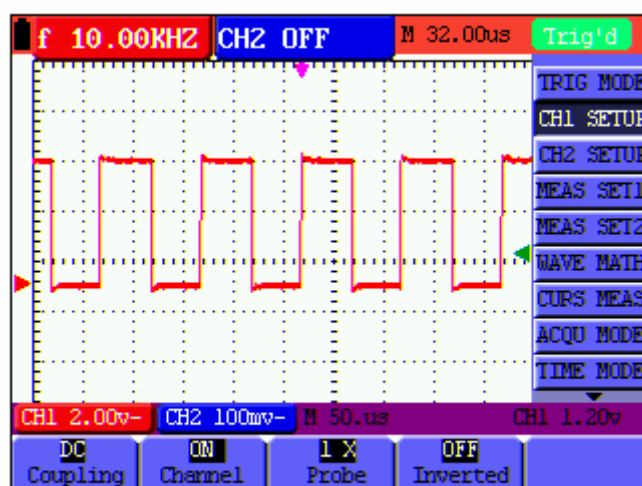 f 10.00KHZ CH2 OFF M 32.00us Trig'd
TRIG MODE
CH1 SETUP
CH2 SETUP
MEAS SET1
MEAS SET2
WAVE MATH
CURS MEAS
ACQU MODE
TIME MODE
CH1 2.00v- CH2 100mv- M 50.us CH1 1.20v
DC ON 1 X OFF
Coupling Channel Probe Inverted